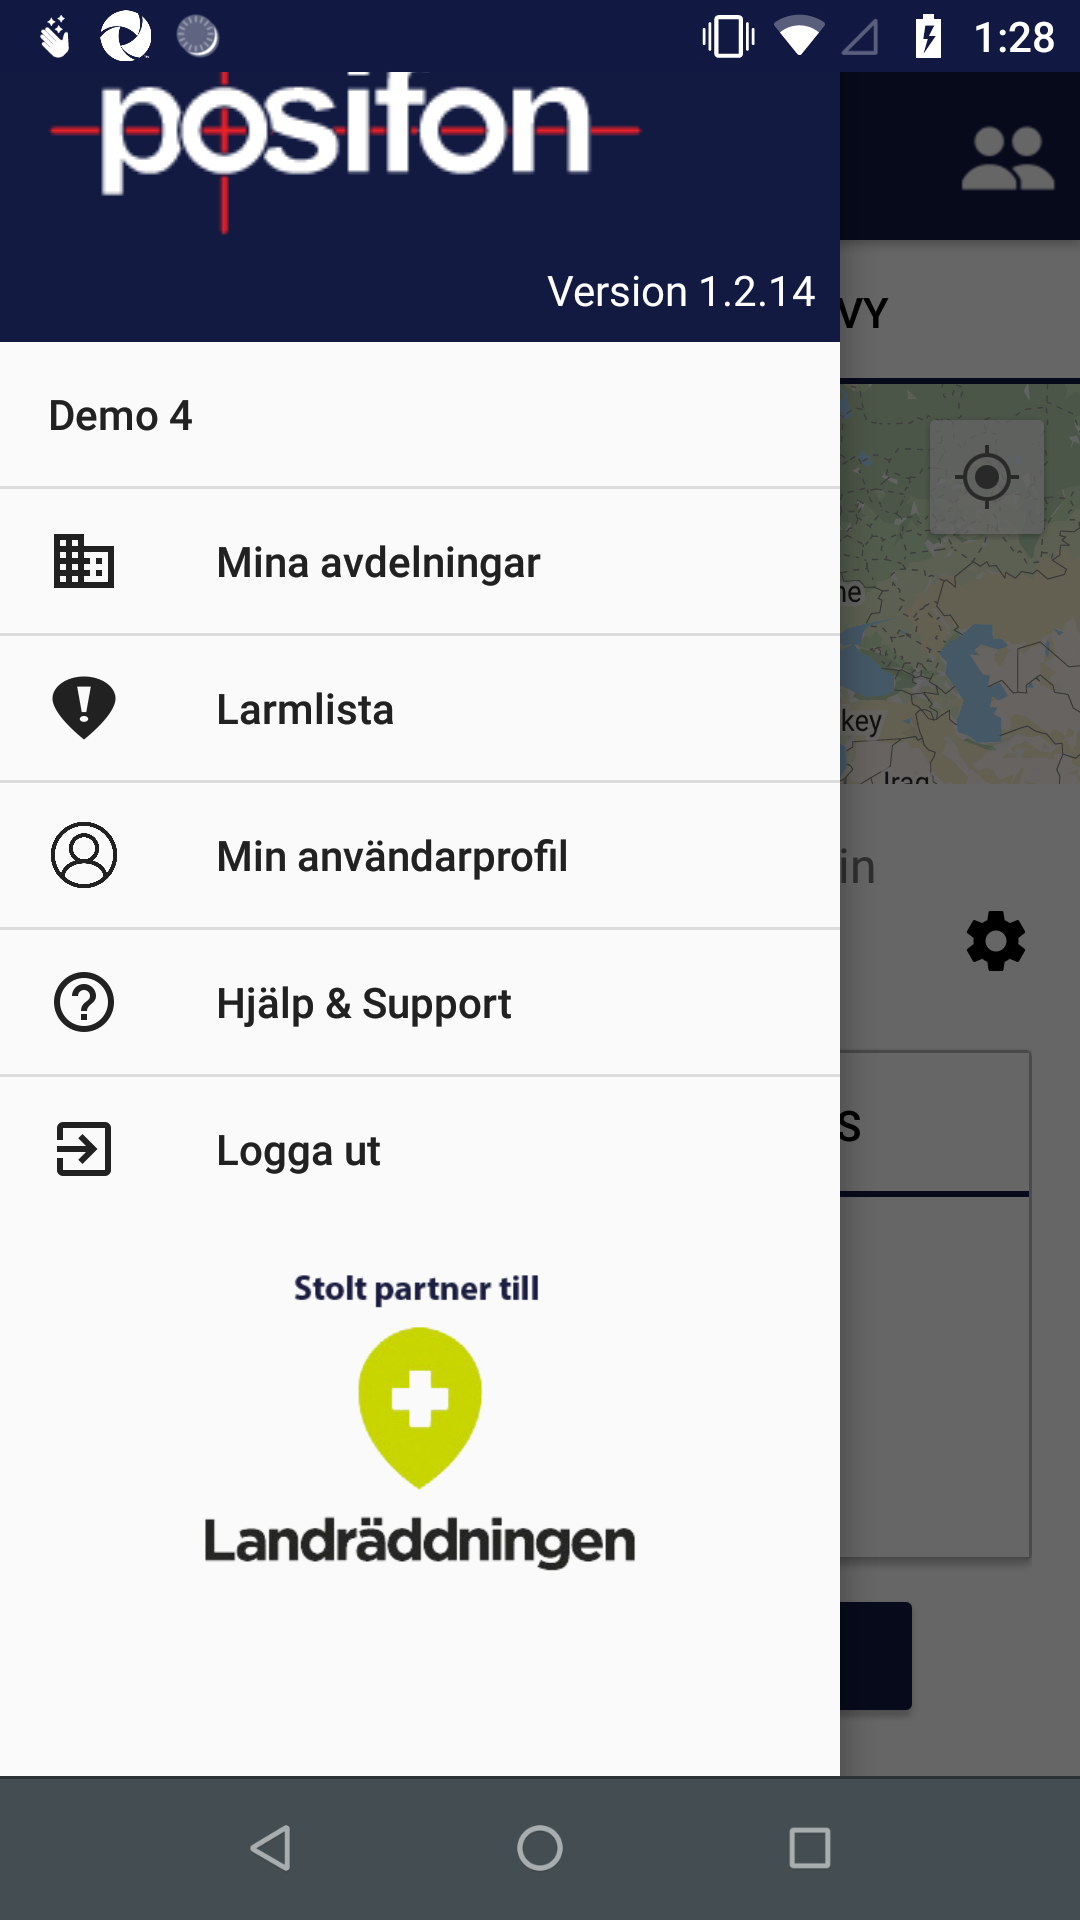 1:28
positon
Version 1.2.14
VY
Demo 4
Mina avdelningar
Larmlista
key
Iraq
Min användarprofil
in
Hjälp & Support
S
Logga ut
Stolt partner till
Landräddningen